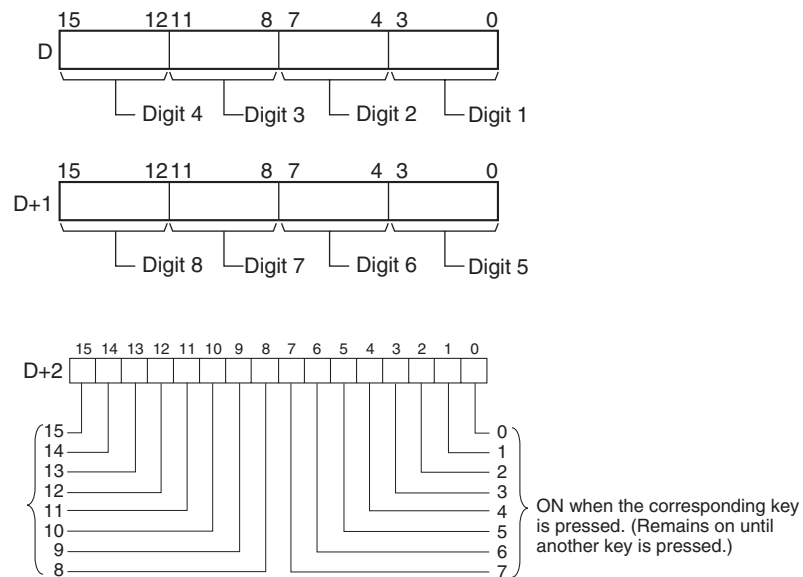 15 12 11 8 7 4 3 0
D
Digit 4 Digit 3 Digit 2 Digit 1
15 12 11 8 7 4 3 0
D+1
Digit 8 Digit 7 Digit 6 Digit 5
15 14 13 12 11 10 9 8 7 6 5 4 3 2 1 0
D+2
15 0
14 1
13 2
12 3
11 4
10 5
9 6
8 7
ON when the corresponding key
is pressed. (Remains on until
another key is pressed.)